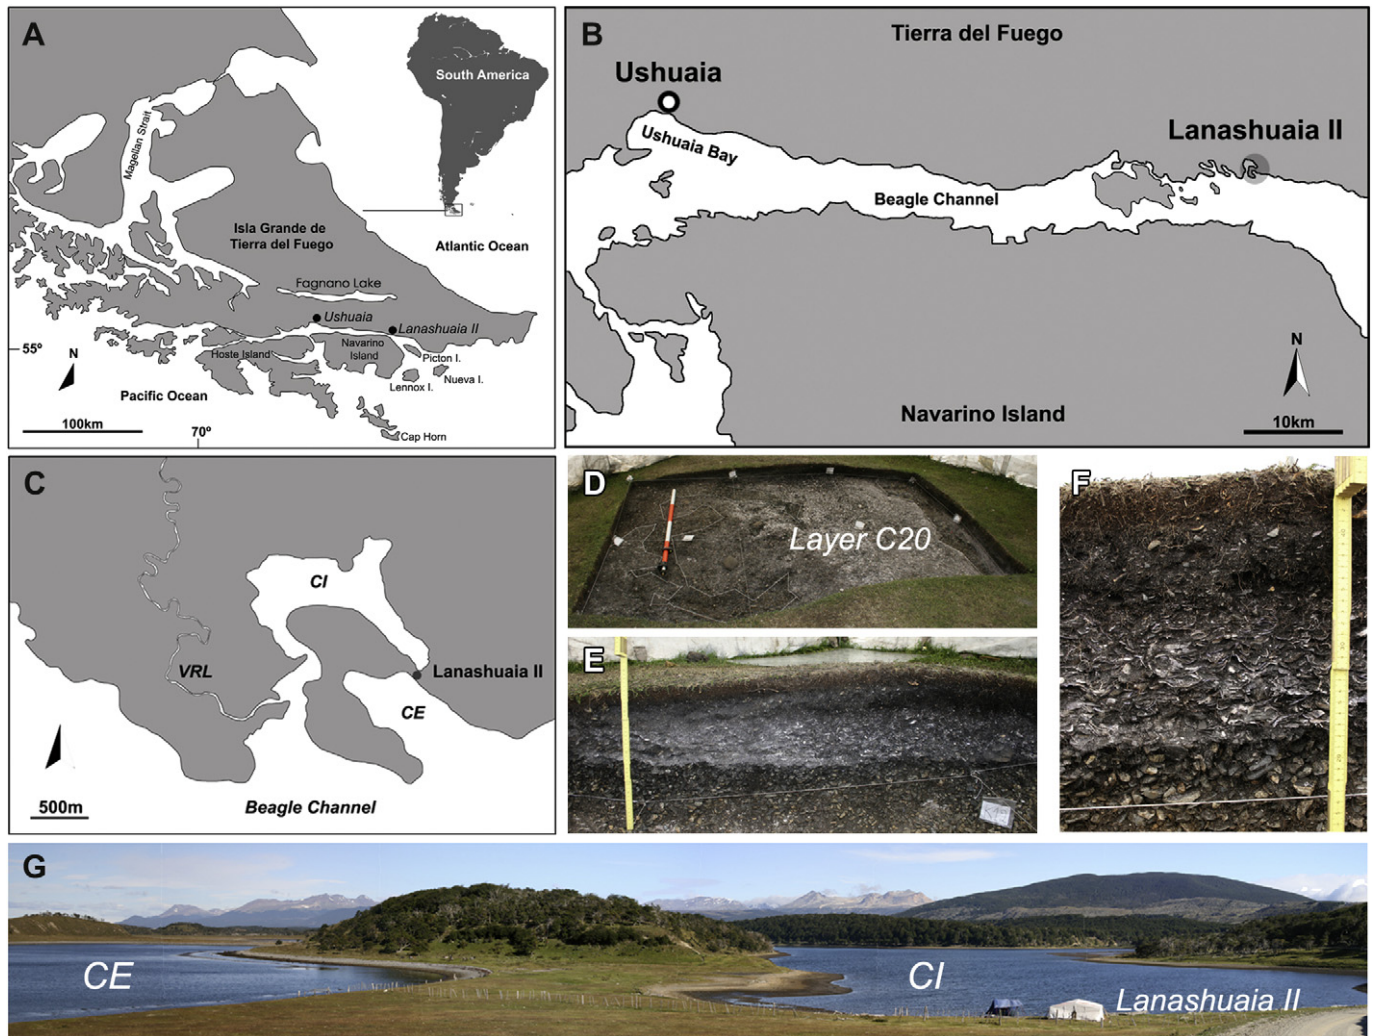 A
South America
Magellan Strait
Isla Grande de
Tierra del Fuego
Atlantic Ocean
Fagnano Lake
Ushuaia
Lanashuaia II
55º
N
Hoste Island
Navarino
Island
Picton I.
Nueva I.
Lennox I.
Pacific Ocean
100km
70º
Cap Horn
B
Tierra del Fuego
Ushuaia
Lanashuaia II
Ushuaia Bay
Beagle Channel
N
Navarino Island
10km
C
CI
VRL
Lanashuaia II
CE
500m
Beagle Channel
D
Layer C20
E
F
G
CE
CI
Lanashuaia II